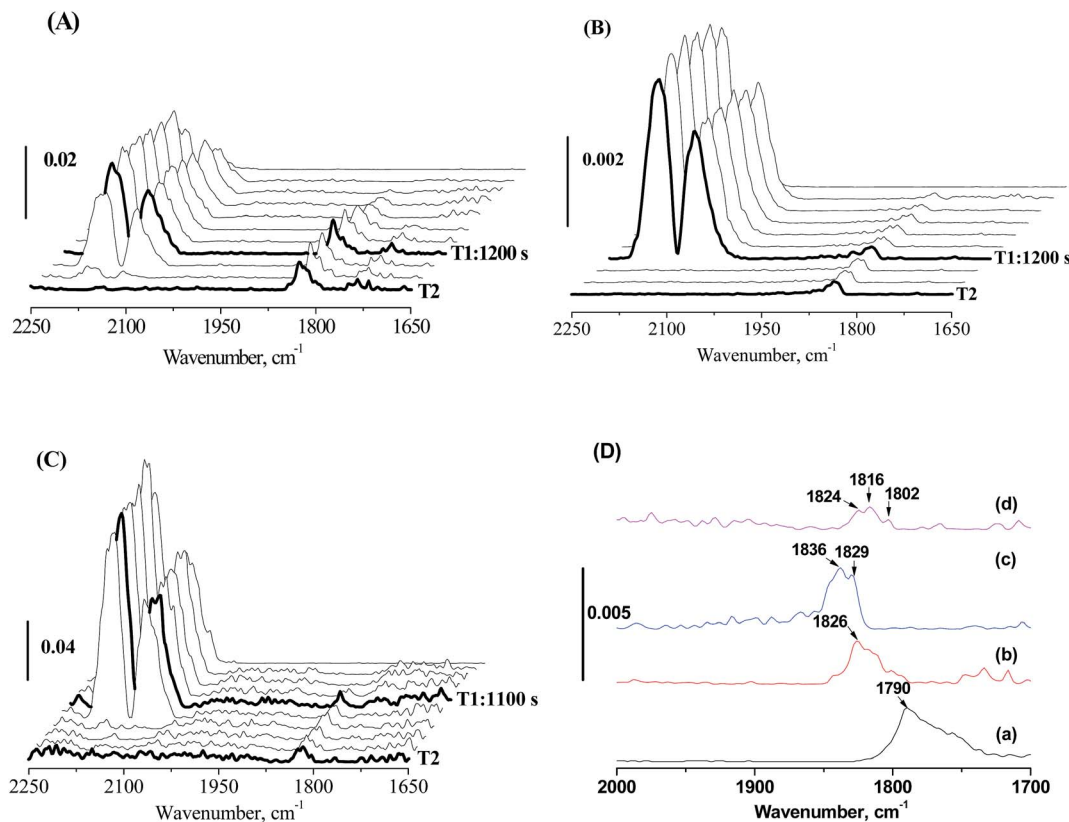 (A)
0.02
T1:1200 s
T2
2250 2100 1950 1800 1650
Wavenumber, cm-1
(B)
0.002
T1:1200 s
T2
2250 2100 1950 1800 1650
Wavenumber, cm-1
(C)
0.04
T1:1100 s
T2
2250 2100 1950 1800 1650
Wavenumber, cm-1
(D)
1816
1824 1802
(d)
1836 1829
(c)
0.005
1826
(b)
1790
(a)
2000 1900 1800 1700
Wavenumber, cm-1